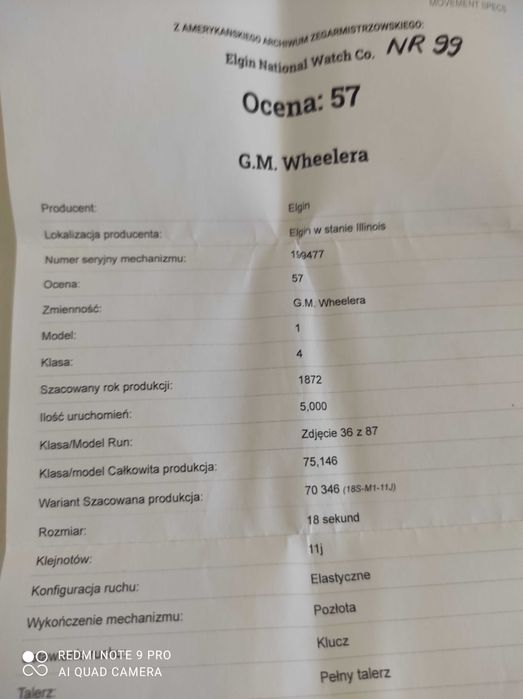 MOVEMENT SPECS
Z AMERYKAŃSKIEGO ARCHIWUM ZEGARMISTRZOWSKIEGO:
Elgin National Watch Co. NR 99
Ocena: 57
G.M. Wheelera
Producent: Elgin
Lokalizacja producenta: Elgin w stanie Illinois
Numer seryjny mechanizmu: 199477
Ocena: 57
Zmienność: G.M. Wheelera
Model: 1
Klasa: 4
Szacowany rok produkcji: 1872
Ilość uruchomień: 5,000
Klasa/Model Run: Zdjęcie 36 z 87
Klasa/model Całkowita produkcja: 75,146
Wariant Szacowana produkcja: 70 346 (18S-M1-11J)
Rozmiar: 18 sekund
Klejnotów: 11j
Konfiguracja ruchu: Elastyczne
Wykończenie mechanizmu: Pozłota
Klucz
Talerz: Pełny talerz
REDMI NOTE 9 PRO
AI QUAD CAMERA